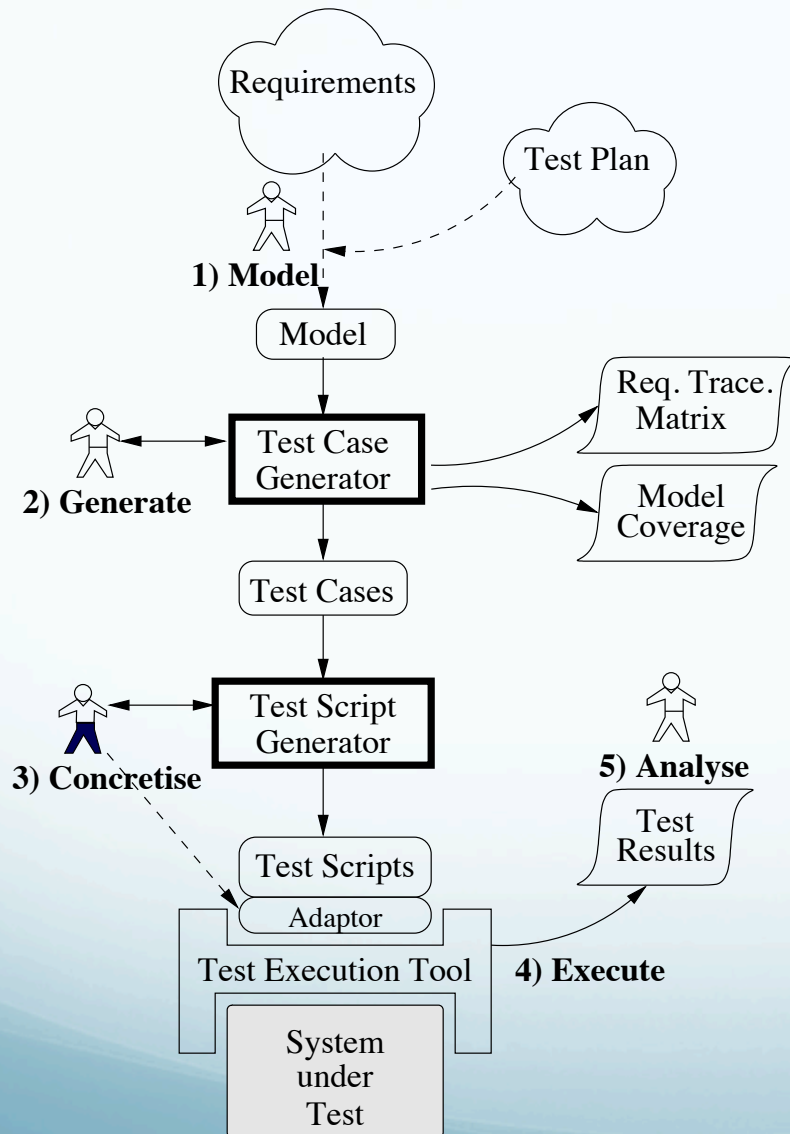 Requirements
Test Plan
1) Model
Model
Req. Trace.
Matrix
Test Case
Generator
2) Generate
Model
Coverage
Test Cases
Test Script
Generator
3) Concretise
5) Analyse
Test
Results
Test Scripts
Adaptor
Test Execution Tool
4) Execute
System
under
Test